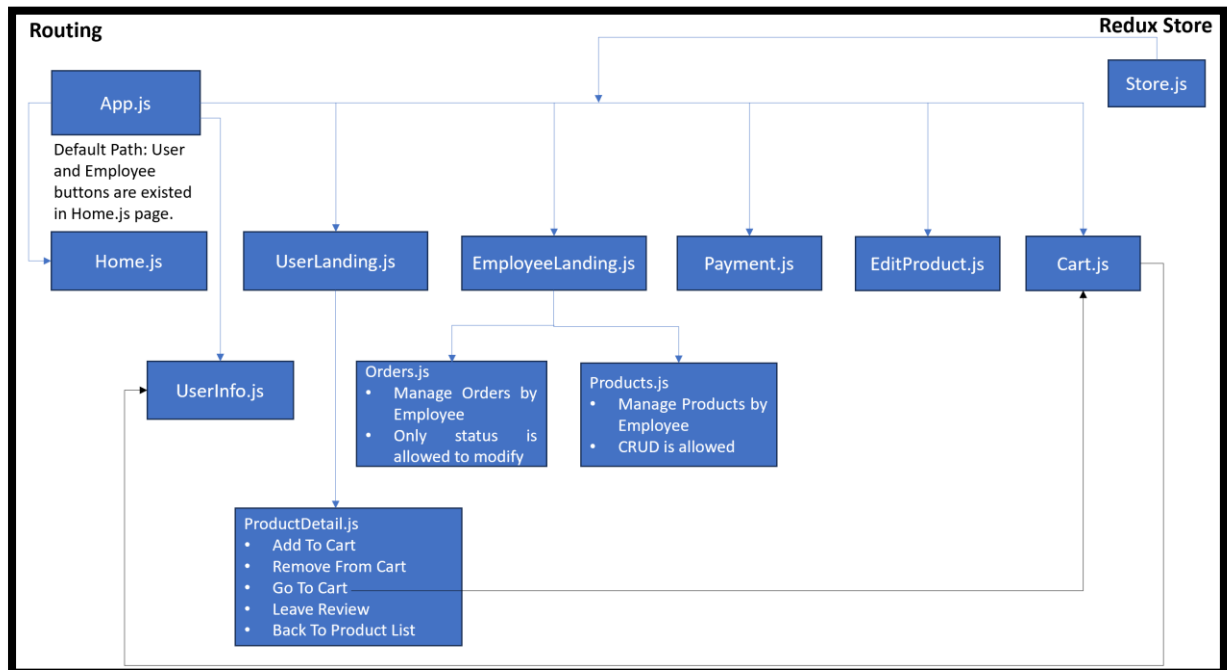 Routing
Redux Store
App.js
Store.js
Default Path: User
and Employee
buttons are existed
in Home.js page.
Home.js
UserLanding.js
EmployeeLanding.js
Payment.js
EditProduct.js
Cart.js
UserInfo.js
Orders.js
• Manage Orders by
Employee
• Only status is
allowed to modify
Products.js
• Manage Products by
Employee
• CRUD is allowed
ProductDetail.js
• Add To Cart
• Remove From Cart
• Go To Cart
• Leave Review
• Back To Product List